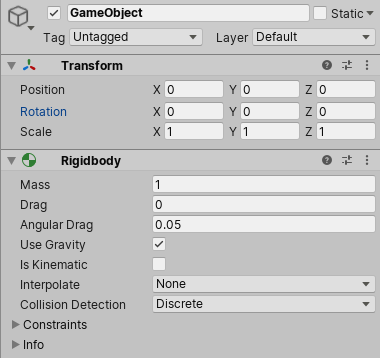 GameObject Static
Tag Untagged Layer Default
Transform
Position X 0 Y 0 Z 0
Rotation X 0 Y 0 Z 0
Scale X 1 Y 1 Z 1
Rigidbody
Mass 1
Drag 0
Angular Drag 0.05
Use Gravity
Is Kinematic
Interpolate None
Collision Detection Discrete
Constraints
Info